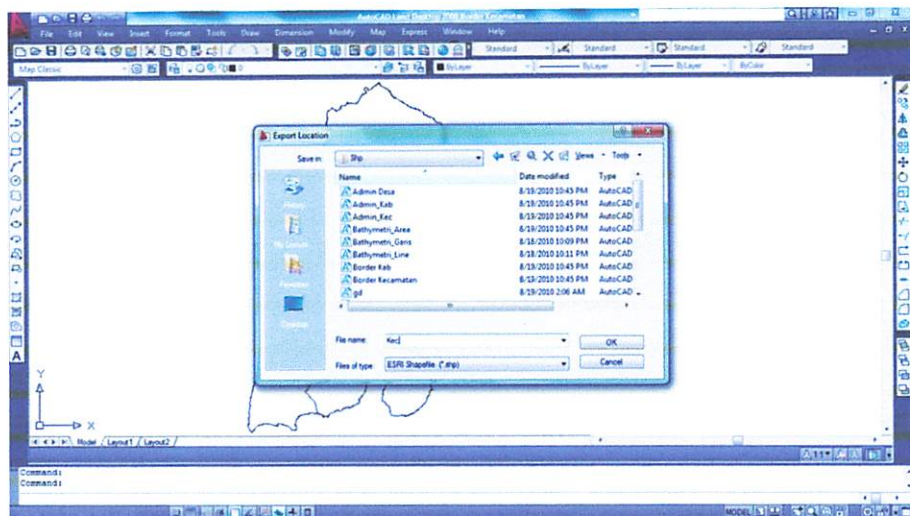 AutoCAD Land Desktop 2009 Border Kecamatan
File Edit View Insert Format Tools Draw Dimension Modify Map Express Window Help
Standard Standard Standard Standard
Map Classic 0 ByLayer ByLayer ByLayer ByColor
Export Location
Save in: Shp Views Tools
Name Date modified Type
Admin Desa 8/19/2010 10:45 PM AutoCAD
Admin_Kab 8/19/2010 10:45 PM AutoCAD
Admin_Kec 8/19/2010 10:45 PM AutoCAD
Bathymetri_Area 8/19/2010 10:45 PM AutoCAD
Bathymetri_Garis 8/18/2010 10:09 PM AutoCAD
Bathymetri_Line 8/18/2010 10:11 PM AutoCAD
Border Kab 8/19/2010 10:45 PM AutoCAD
Border Kecamatan 8/19/2010 10:45 PM AutoCAD
gd 8/19/2010 2:06 AM AutoCAD
History
Favorites
Desktop
File name: Kec OK
Files of type: ESRI Shapefile (*.shp) Cancel
Y
X
Model Layout1 Layout2
A 1:1
Command:
Command:
MODEL